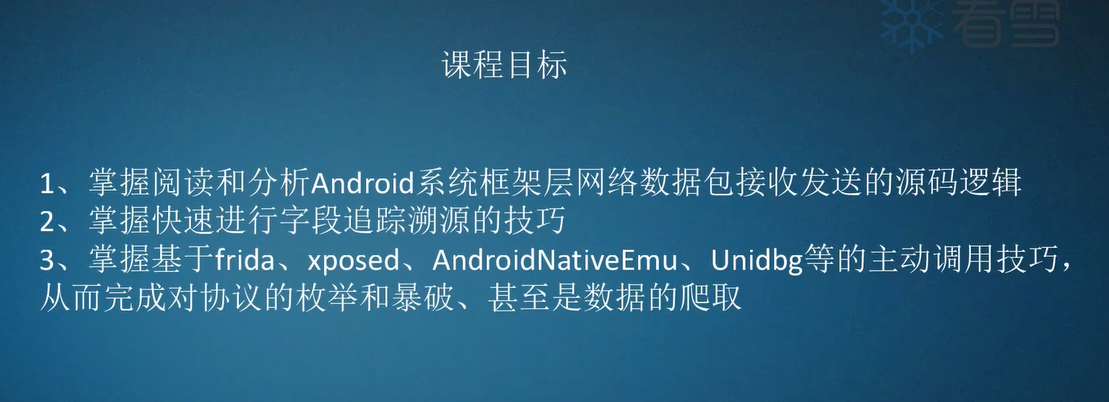 看雪
课程目标
1、掌握阅读和分析Android系统框架层网络数据包接收发送的源码逻辑
2、掌握快速进行字段追踪溯源的技巧
3、掌握基于frida、xposed、AndroidNativeEmu、Unidbg等的主动调用技巧，
从而完成对协议的枚举和暴破、甚至是数据的爬取